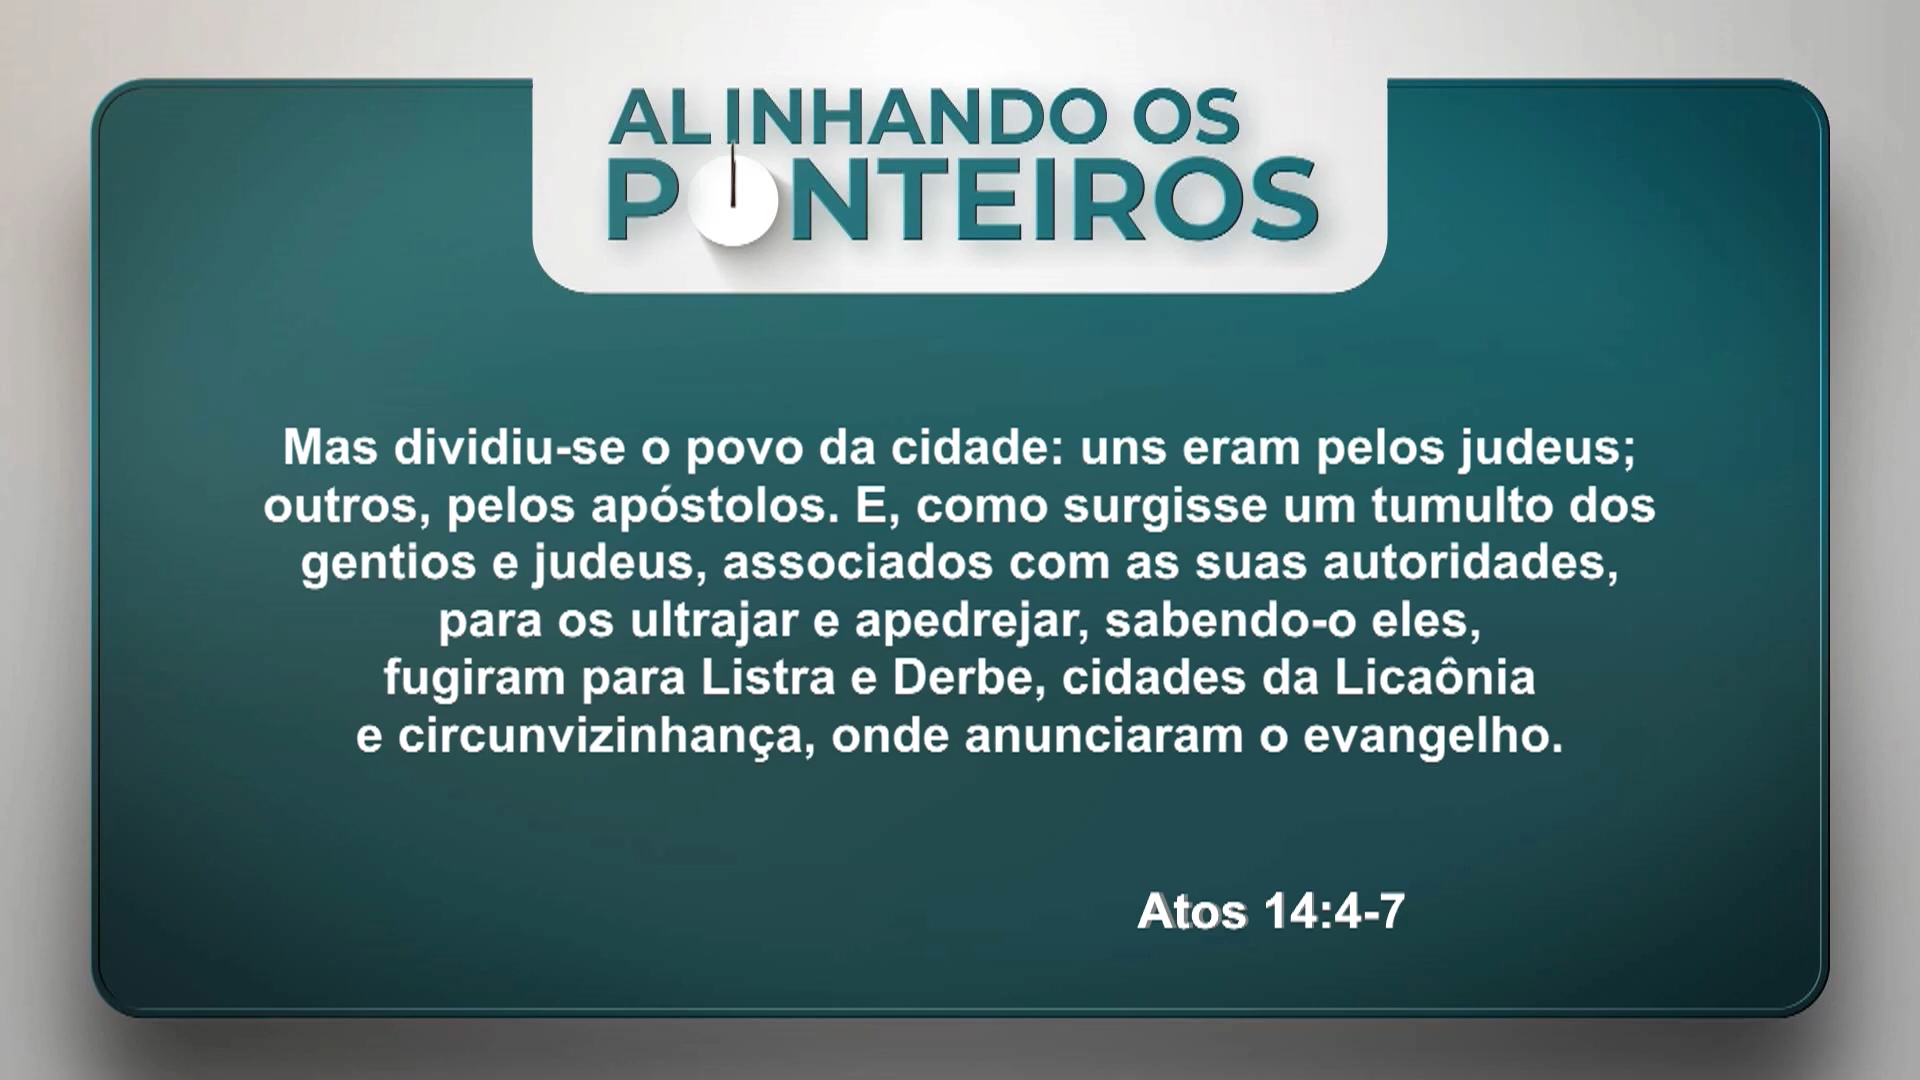 ALINHANDO OS
PONTEIROS
Mas dividiu-se o povo da cidade: uns eram pelos judeus;
outros, pelos apóstolos. E, como surgisse um tumulto dos
gentios e judeus, associados com as suas autoridades,
para os ultrajar e apedrejar, sabendo-o eles,
fugiram para Listra e Derbe, cidades da Licaônia
e circunvizinhança, onde anunciaram o evangelho.
Atos 14:4-7